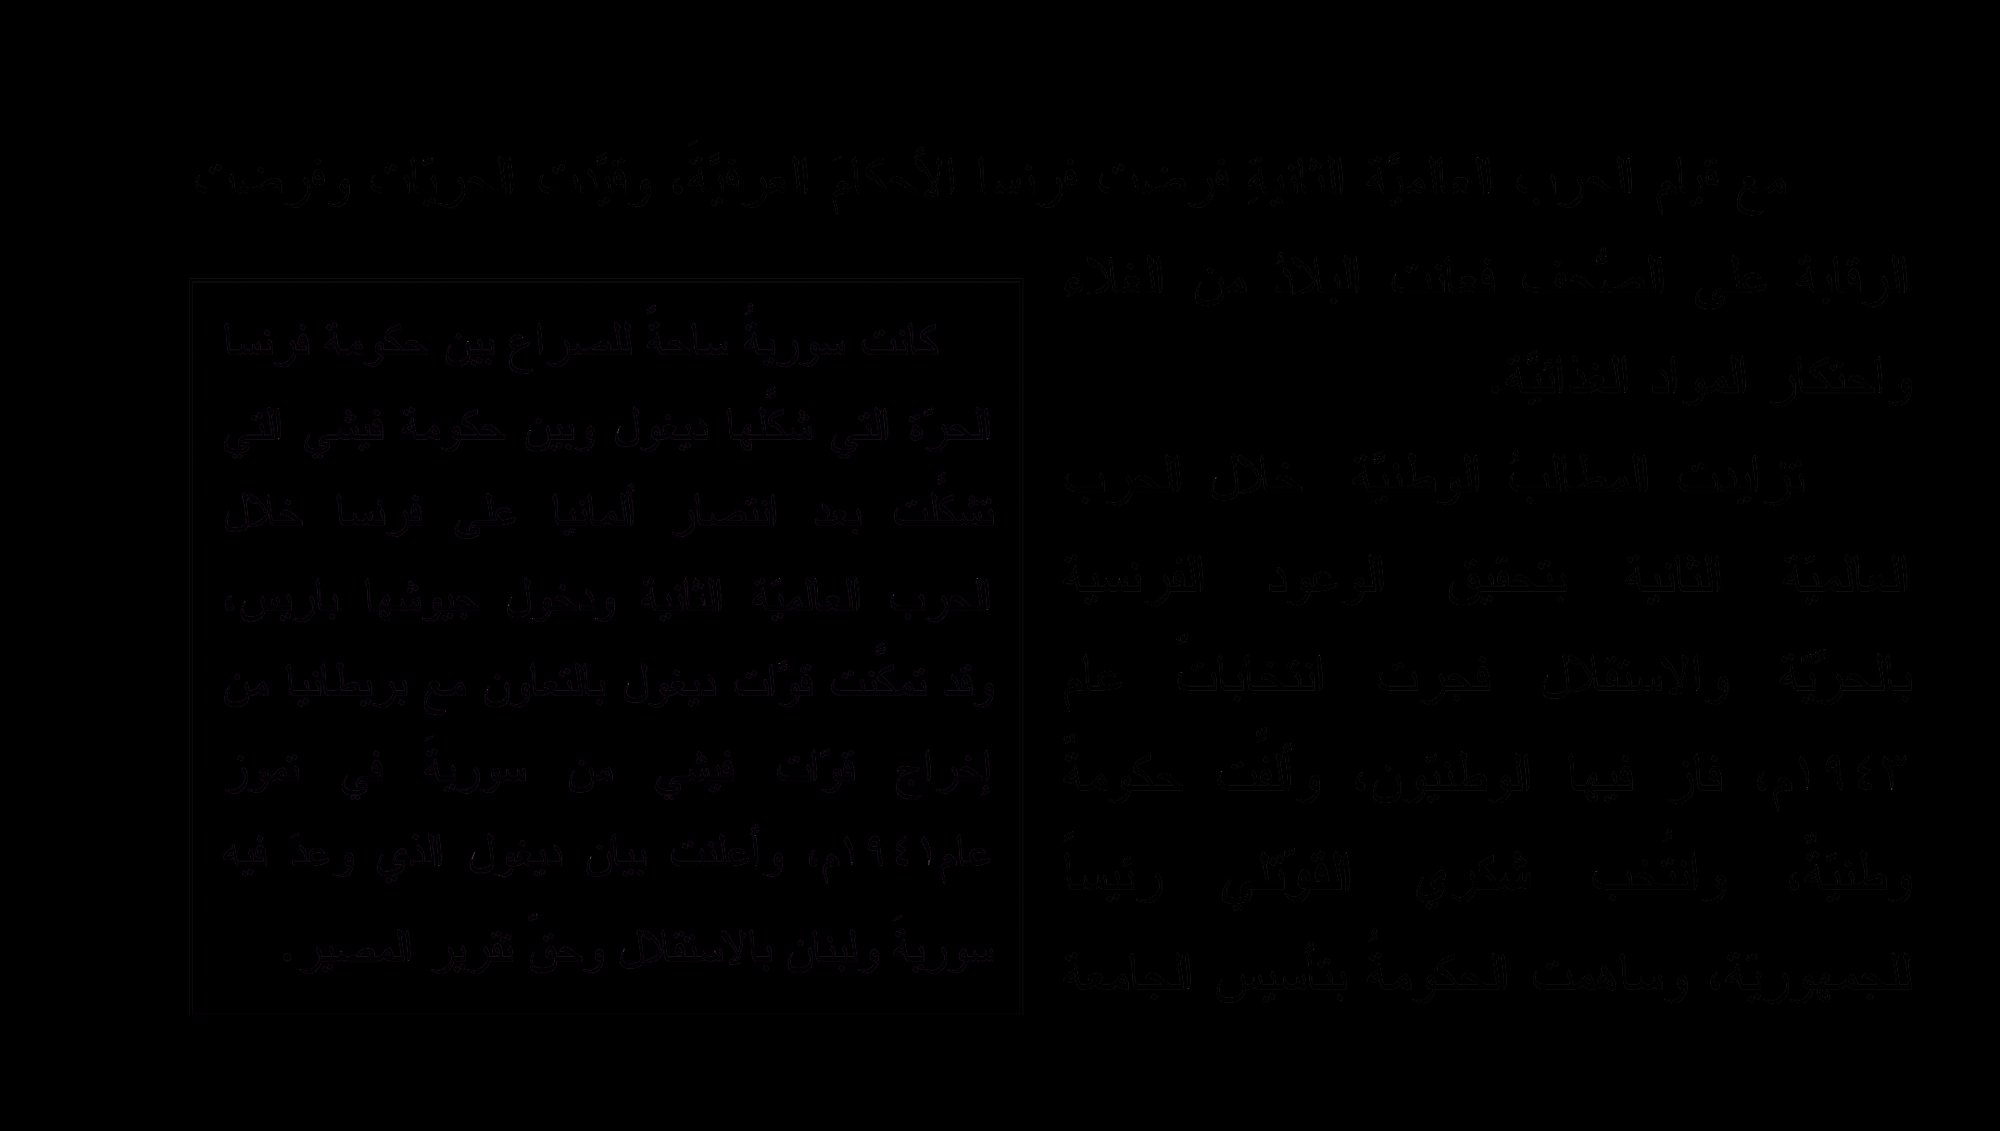 مع قيام الحرب العالميَّة الثانيةِ فرضت فرنسا الأحكامَ العرفيَّةَ، وقيَّدت الحريّات وفرضت
الرقابة على الصُّحف فعانت البلادُ من الغلاء
واحتكار المواد الغذائيَّة.
تزايدت المطالبُ الوطنيَّة خلال الحرب
العالميّة الثانية بتحقيق الوعود الفرنسية
بالحريَّة والاستقلال فجرت انتخاباتٌ عام
١٩٤٣م، فاز فيها الوطنيّون، وألَّفت حكومةً
وطنيّةً، وانتُخب شكري القوّتلي رئيساً
للجمهوريّة، وساهمت الحكومةُ بتأسيس الجامعة
كانت سوريةُ ساحةً للصراع بين حكومة فرنسا
الحرّة التي شكَّلها ديغول وبين حكومة فيشي التي
تشكَّلت بعد انتصار ألمانيا على فرنسا خلال
الحرب العالميّة الثانية ودخول جيوشها باريس،
وقد تمكَّنت قوّات ديغول بالتعاون مع بريطانيا من
إخراج قوّات فيشي من سوريةَ في تموز
عام١٩٤١م، وأعلنت بيان ديغول الذي وعدَ فيه
سوريةَ ولبنان بالاستقلال وحقِّ تقرير المصير.